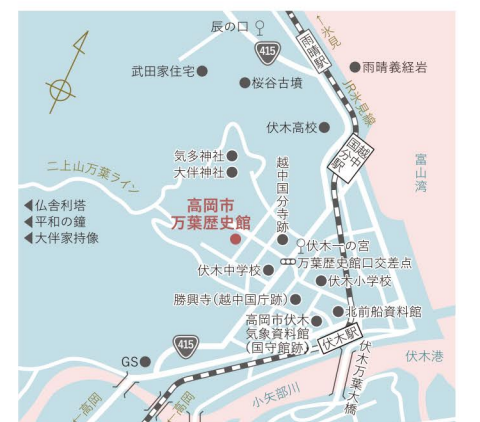 辰の口
415
↑氷見
雨晴駅
武田家住宅
桜谷古墳
雨晴義経岩
JR氷見線
伏木高校
越中国分駅
気多神社
大伴神社
越中国分寺跡
富山湾
二上山万葉ライン
◀仏舎利塔
◀平和の鐘
◀大伴家持像
高岡市
万葉歴史館
伏木一の宮
万葉歴史館口交差点
伏木中学校
伏木小学校
勝興寺(越中国庁跡)
北前船資料館
高岡市伏木
気象資料館
(国守館跡)
伏木駅
415
GS
伏木港
伏木万葉大橋
小矢部川
←高岡
←高岡